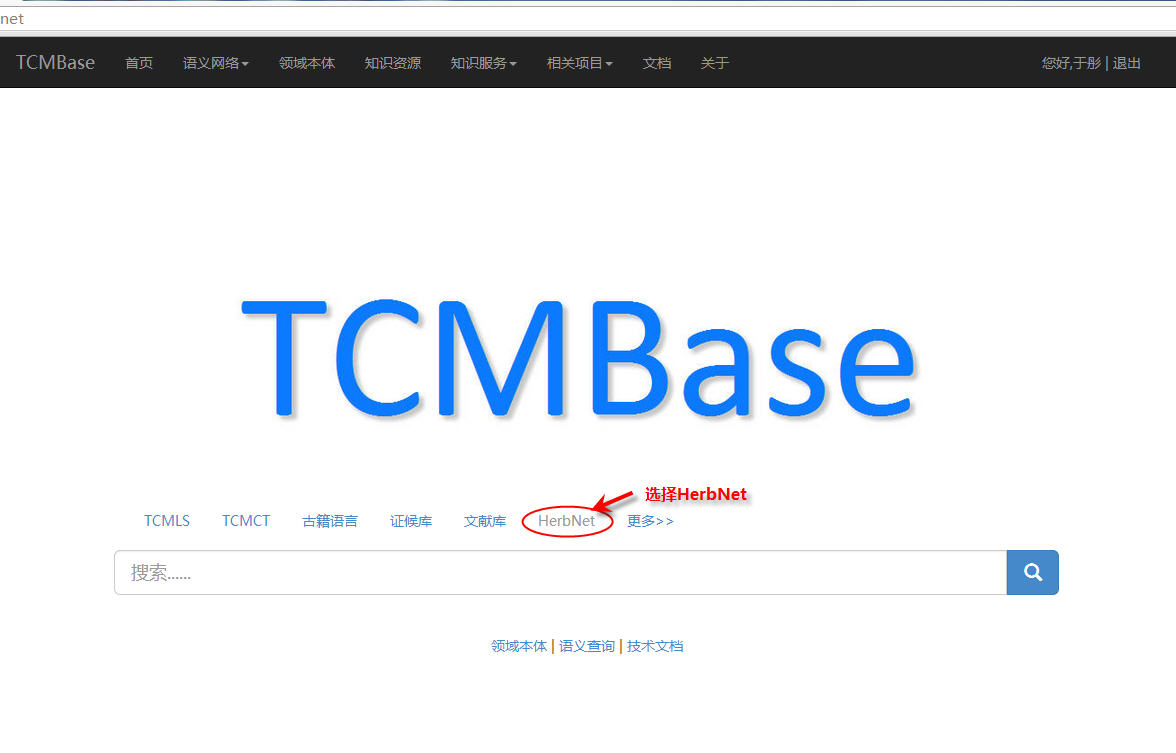 net
TCMBase 首页 语义网络 领域本体 知识资源 知识服务 相关项目 文档 关于 您好,于彤 | 退出
TCMBase
选择HerbNet
TCMLS TCMCT 古籍语言 证候库 文献库 HerbNet 更多>>
搜索......
领域本体 | 语义查询 | 技术文档